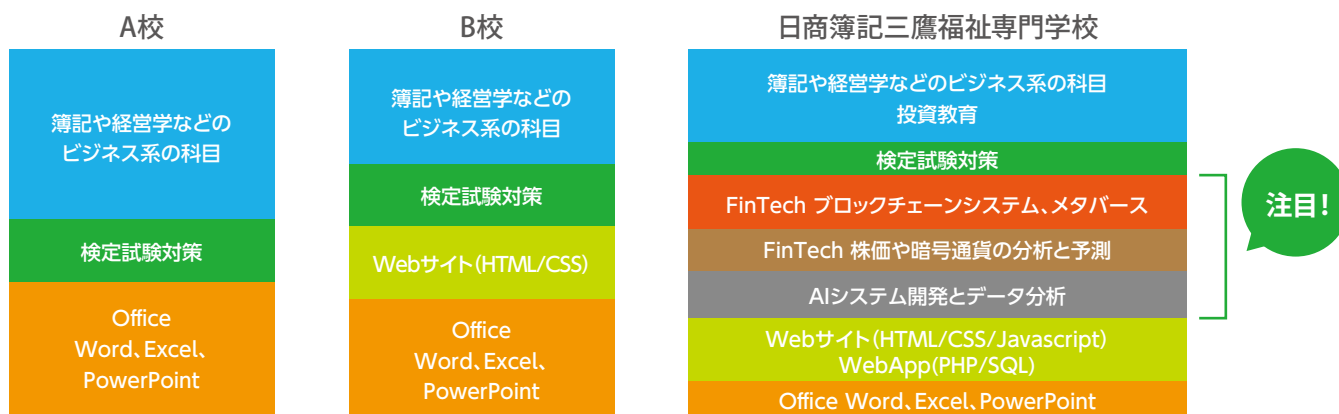 A校
簿記や経営学などの
ビジネス系の科目
検定試験対策
Office
Word、Excel、
PowerPoint
B校
簿記や経営学などの
ビジネス系の科目
検定試験対策
Webサイト(HTML/CSS)
Office
Word、Excel、
PowerPoint
日商簿記三鷹福祉専門学校
簿記や経営学などのビジネス系の科目
投資教育
検定試験対策
FinTech ブロックチェーンシステム、メタバース
FinTech 株価や暗号通貨の分析と予測
AIシステム開発とデータ分析
Webサイト(HTML/CSS/Javascript)
WebApp(PHP/SQL)
Office Word、Excel、PowerPoint
注目!